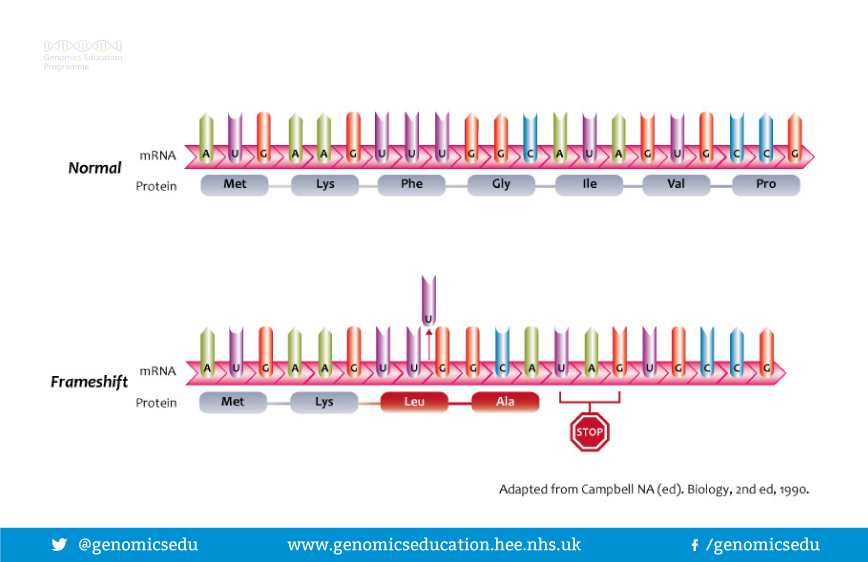 Genomics Education
Programme
Normal
mRNA
A U G A A G U U U G G C A U A G U G C C G
Protein
Met Lys Phe Gly Ile Val Pro
U
Frameshift
mRNA
A U G A A G U U G G C A U A G U G C C G
Protein
Met Lys Leu Ala
STOP
Adapted from Campbell NA (ed). Biology, 2nd ed, 1990.
@genomicsedu www.genomicseducation.hee.nhs.uk /genomicsedu